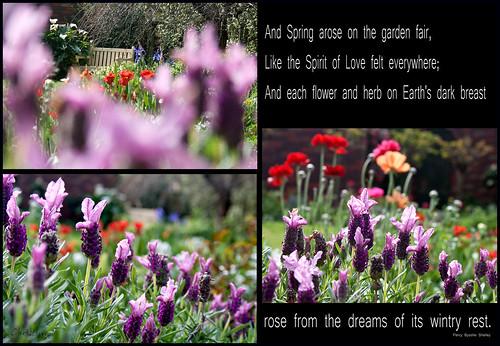 And Spring arose on the garden fair,
Like the Spirit of Love felt everywhere;
And each flower and herb on Earth's dark breast
rose from the dreams of its wintry rest.
Percy Bysshe Shelley